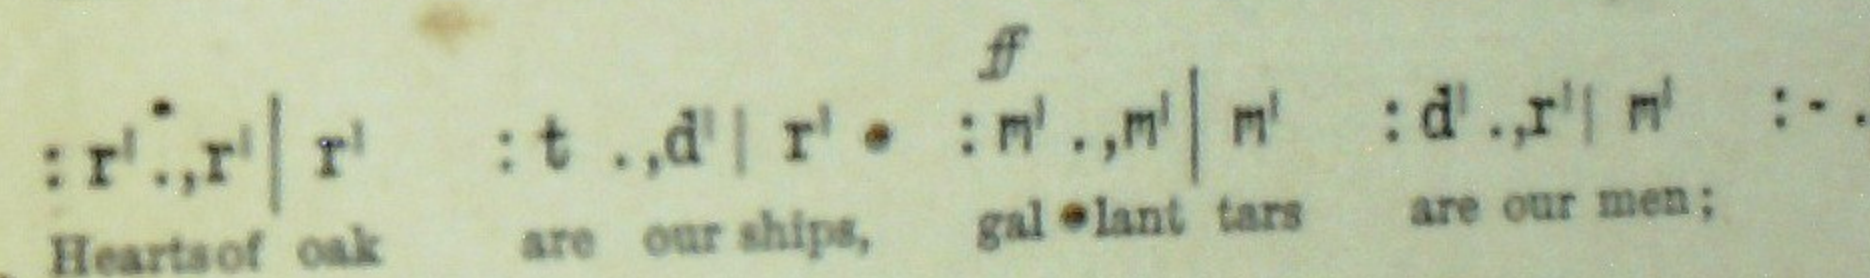 ff
:r' .,r' | r' :t .,d' | r' :m' .,m' | m' :d' .,r' | m' :- .
Hearts of oak are our ships, gal lant tars are our men;